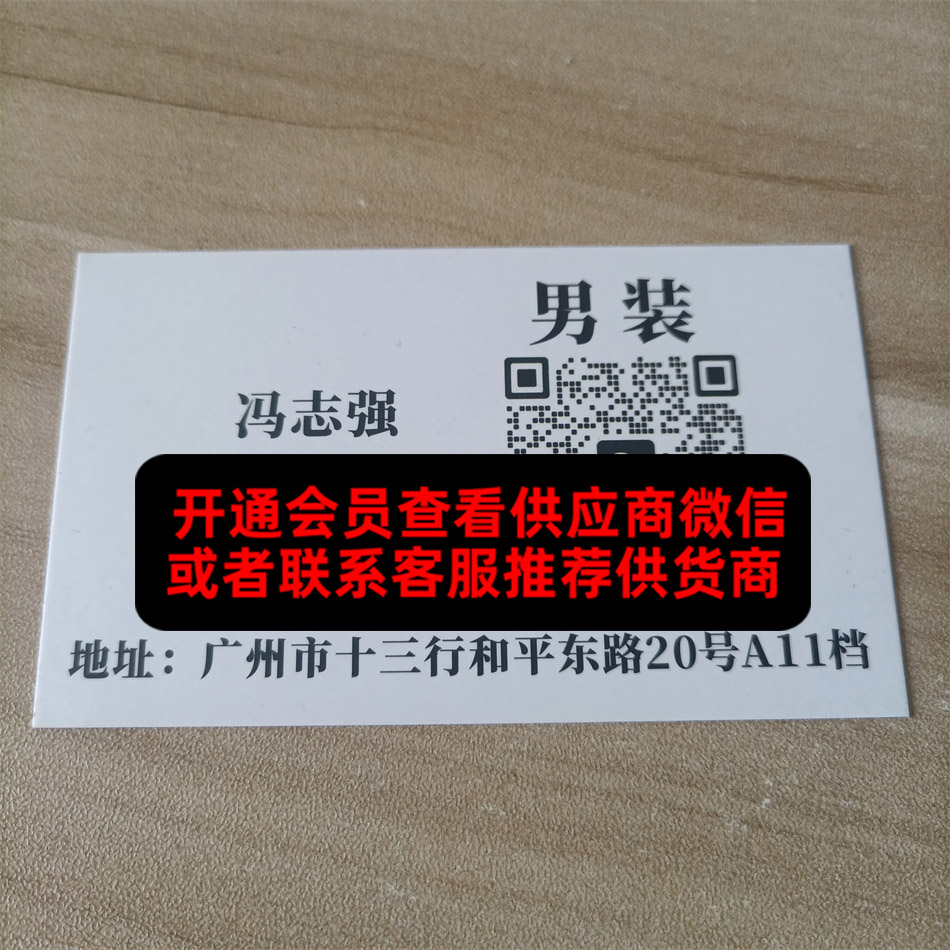 男装
冯志强
开通会员查看供应商微信
或者联系客服推荐供货商
地址：广州市十三行和平东路20号A11档